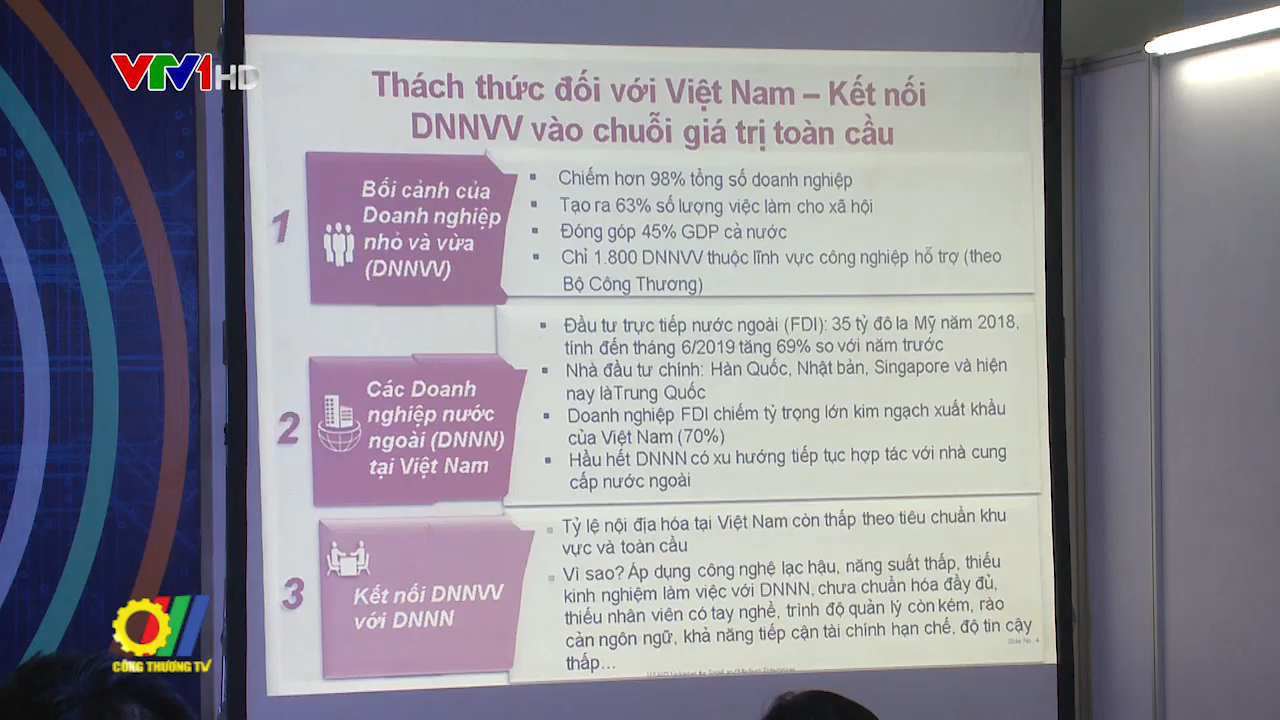 VTV1 HD
Thách thức đối với Việt Nam – Kết nối
DNNVV vào chuỗi giá trị toàn cầu
1
Bối cảnh của
Doanh nghiệp
nhỏ và vừa
(DNNVV)
▪ Chiếm hơn 98% tổng số doanh nghiệp
▪ Tạo ra 63% số lượng việc làm cho xã hội
▪ Đóng góp 45% GDP cả nước
▪ Chỉ 1.800 DNNVV thuộc lĩnh vực công nghiệp hỗ trợ (theo
Bộ Công Thương)
2
Các Doanh
nghiệp nước
ngoài (DNNN)
tại Việt Nam
▪ Đầu tư trực tiếp nước ngoài (FDI): 35 tỷ đô la Mỹ năm 2018,
tính đến tháng 6/2019 tăng 69% so với năm trước
▪ Nhà đầu tư chính: Hàn Quốc, Nhật bản, Singapore và hiện
nay làTrung Quốc
▪ Doanh nghiệp FDI chiếm tỷ trọng lớn kim ngạch xuất khẩu
của Việt Nam (70%)
▪ Hầu hết DNNN có xu hướng tiếp tục hợp tác với nhà cung
cấp nước ngoài
3
Kết nối DNNVV
với DNNN
▪ Tỷ lệ nội địa hóa tại Việt Nam còn thấp theo tiêu chuẩn khu
vực và toàn cầu
▪ Vì sao? Áp dụng công nghệ lạc hậu, năng suất thấp, thiếu
kinh nghiệm làm việc với DNNN, chưa chuẩn hóa đầy đủ,
thiếu nhân viên có tay nghề, trình độ quản lý còn kém, rào
cản ngôn ngữ, khả năng tiếp cận tài chính hạn chế, độ tin cậy
thấp...
Slide No. 4
CÔNG THƯƠNG TV